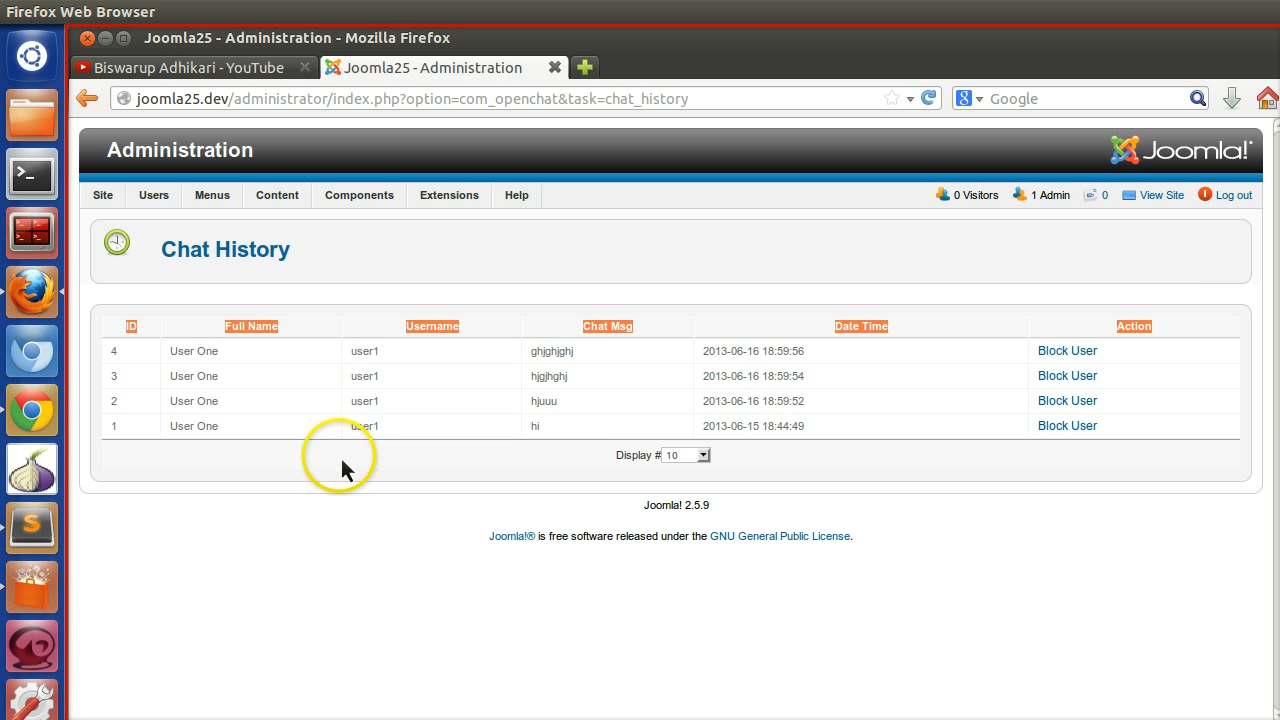 Firefox Web Browser
Joomla25 - Administration - Mozilla Firefox
Biswarup Adhikari - YouTube
Joomla25 - Administration
joomla25.dev/administrator/index.php?option=com_openchat&task=chat_history
Google
Administration
Joomla!
Site Users Menus Content Components Extensions Help 0 Visitors 1 Admin 0 View Site Log out
Chat History
ID Full Name Username Chat Msg Date Time Action
4 User One user1 ghjghjghj 2013-06-16 18:59:56 Block User
3 User One user1 hjgjhghj 2013-06-16 18:59:54 Block User
2 User One user1 hjuuu 2013-06-16 18:59:52 Block User
1 User One user1 hi 2013-06-15 18:44:49 Block User
Display # 10
Joomla! 2.5.9
Joomla!® is free software released under the GNU General Public License.